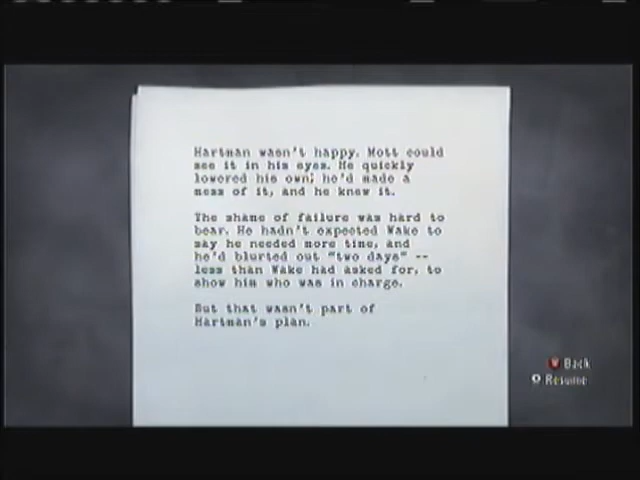 Hartman wasn't happy. Mott could
see it in his eyes. He quickly
lowered his own; he'd made a
mess of it, and he knew it.
The shame of failure was hard to
bear. He hadn't expected Wake to
say he needed more time, and
he'd blurted out "two days" --
less than Wake had asked for, to
show him who was in charge.
But that wasn't part of
Hartman's plan.
Back
Resume